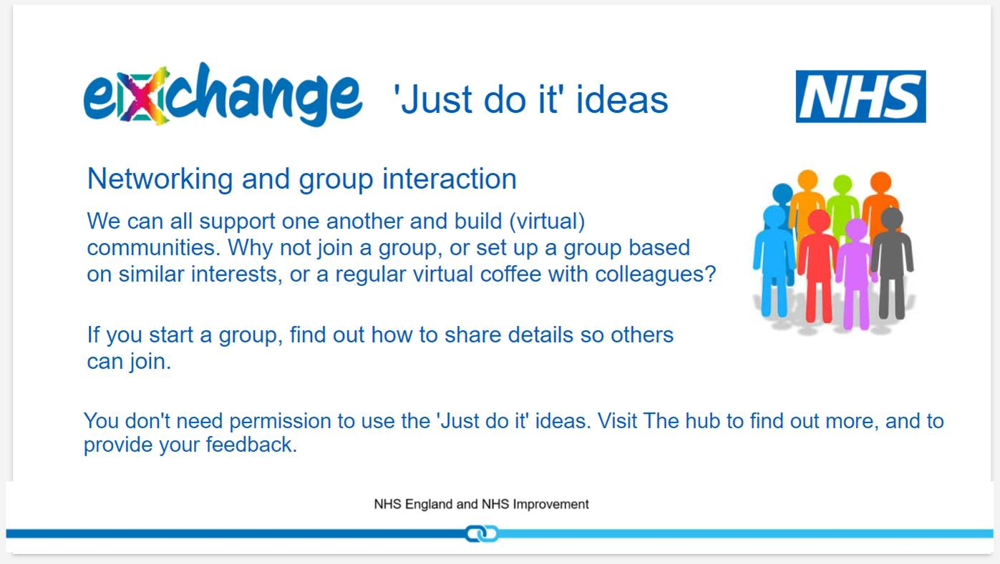 exchange 'Just do it' ideas NHS
Networking and group interaction
We can all support one another and build (virtual)
communities. Why not join a group, or set up a group based
on similar interests, or a regular virtual coffee with colleagues?
If you start a group, find out how to share details so others
can join.
You don't need permission to use the 'Just do it' ideas. Visit The hub to find out more, and to
provide your feedback.
NHS England and NHS Improvement